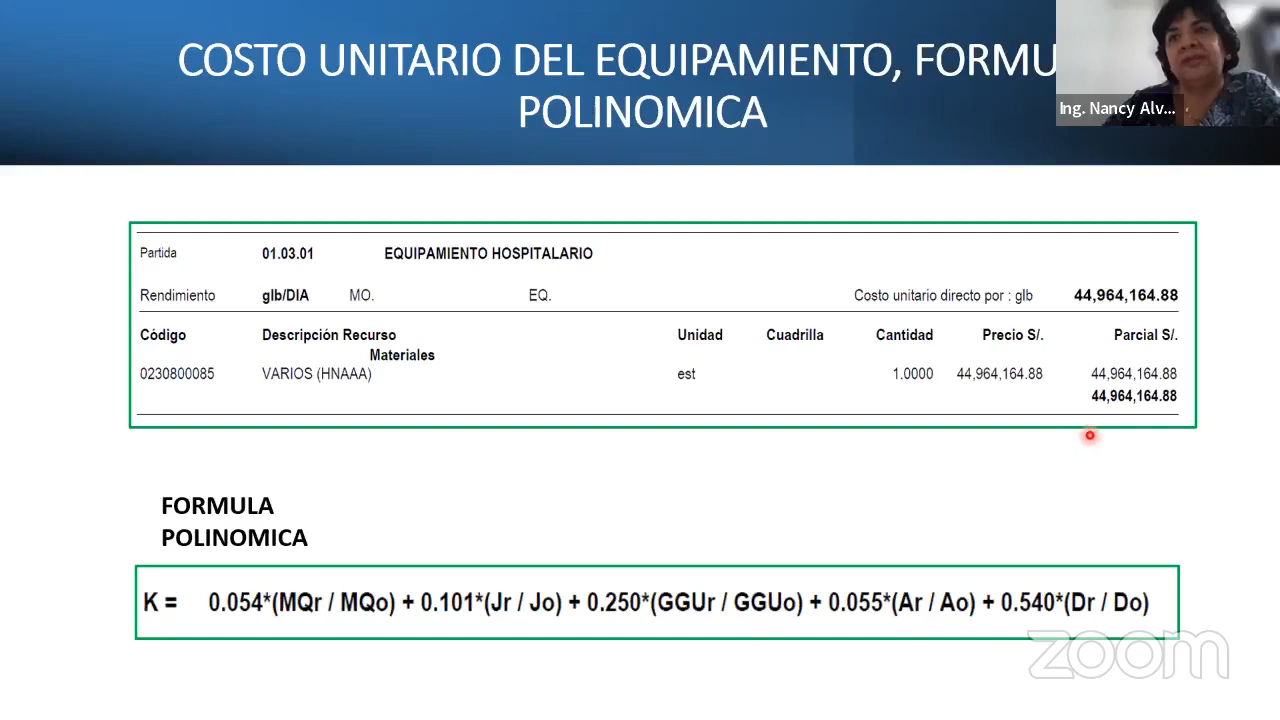 COSTO UNITARIO DEL EQUIPAMIENTO, FORMU
POLINOMICA
Ing. Nancy Alv...
Partida 01.03.01 EQUIPAMIENTO HOSPITALARIO
Rendimiento glb/DIA MO. EQ. Costo unitario directo por : glb 44,964,164.88
Código Descripción Recurso Unidad Cuadrilla Cantidad Precio S/. Parcial S/.
Materiales
0230800085 VARIOS (HNAAA) est 1.0000 44,964,164.88 44,964,164.88
44,964,164.88
FORMULA
POLINOMICA
K = 0.054*(MQr / MQo) + 0.101*(Jr / Jo) + 0.250*(GGUr / GGUo) + 0.055*(Ar / Ao) + 0.540*(Dr / Do)
zoom